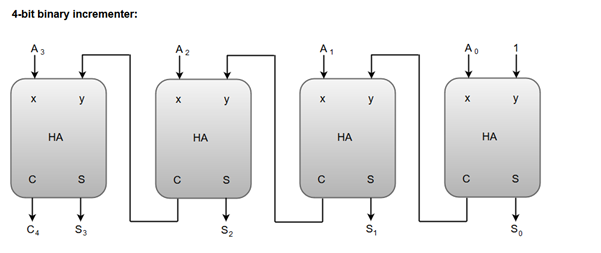 4-bit binary incrementer:
A3 A2 A1 A0 1
x y x y x y x y
HA HA HA HA
C S C S C S C S
C4 S3 S2 S1 S0